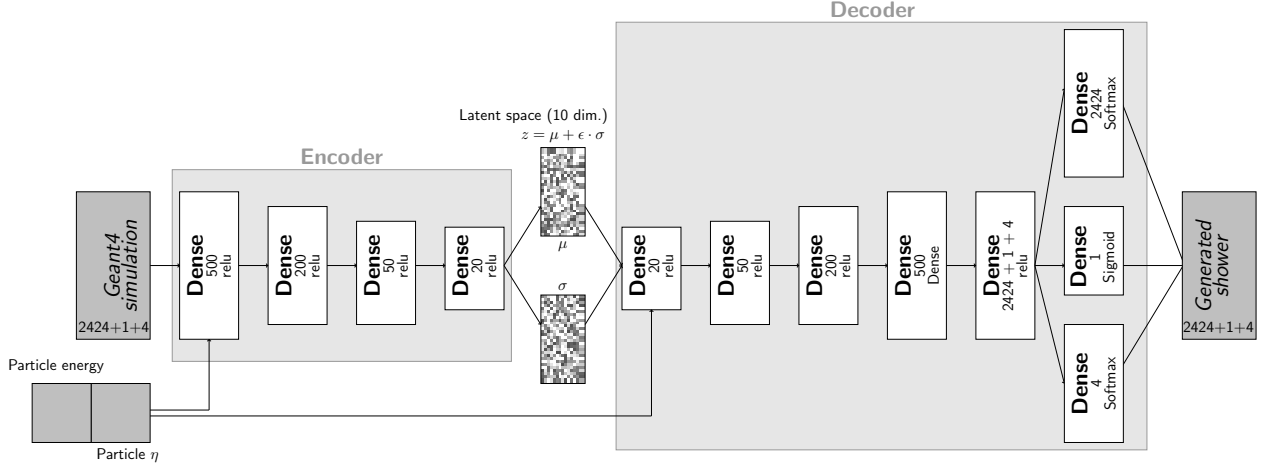 Decoder
Encoder
Latent space (10 dim.)
z = μ + ϵ · σ
Geant4
simulation
2424+1+4
Dense
500
relu
Dense
200
relu
Dense
50
relu
Dense
20
relu
μ
σ
Dense
20
relu
Dense
50
relu
Dense
200
relu
Dense
500
Dense
Dense
2424 + 1 + 4
relu
Dense
2424
Softmax
Dense
1
Sigmoid
Dense
4
Softmax
Generated
shower
2424+1+4
Particle energy
Particle η